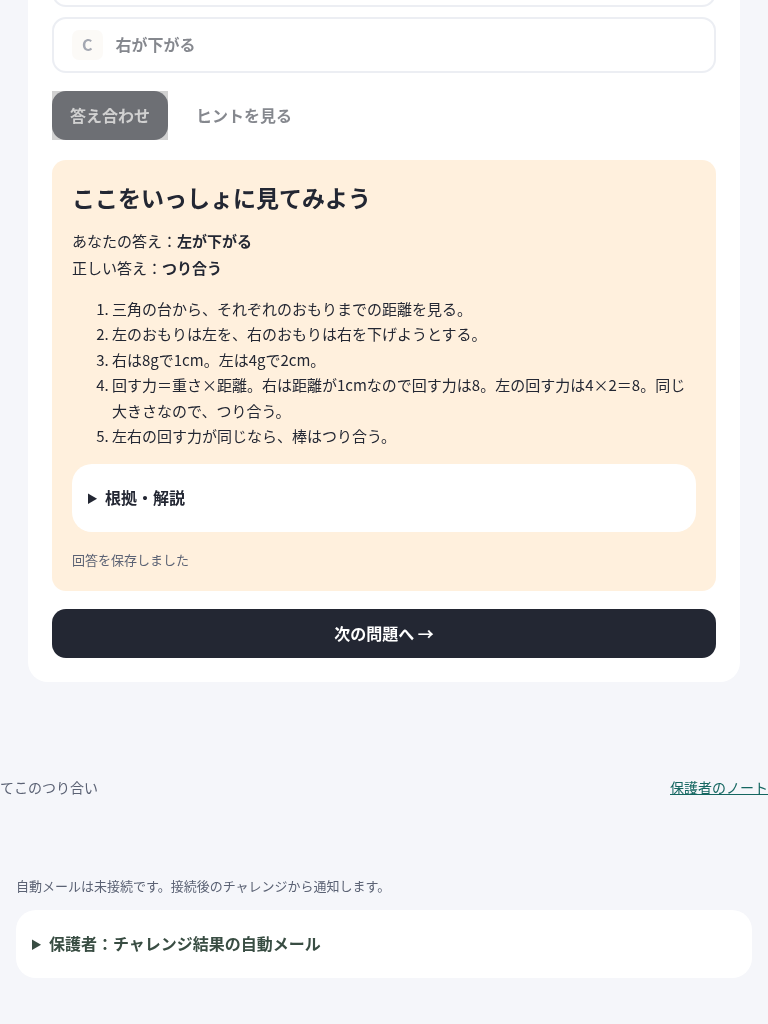 C 右が下がる
答え合わせ ヒントを見る
ここをいっしょに見てみよう
あなたの答え：左が下がる
正しい答え：つり合う
1. 三角の台から、それぞれのおもりまでの距離を見る。
2. 左のおもりは左を、右のおもりは右を下げようとする。
3. 右は8gで1cm。左は4gで2cm。
4. 回す力＝重さ×距離。右は距離が1cmなので回す力は8。左の回す力は4×2＝8。同じ
大きさなので、つり合う。
5. 左右の回す力が同じなら、棒はつり合う。
▶ 根拠・解説
回答を保存しました
次の問題へ →
てこのつり合い 保護者のノート
自動メールは未接続です。接続後のチャレンジから通知します。
▶ 保護者：チャレンジ結果の自動メール